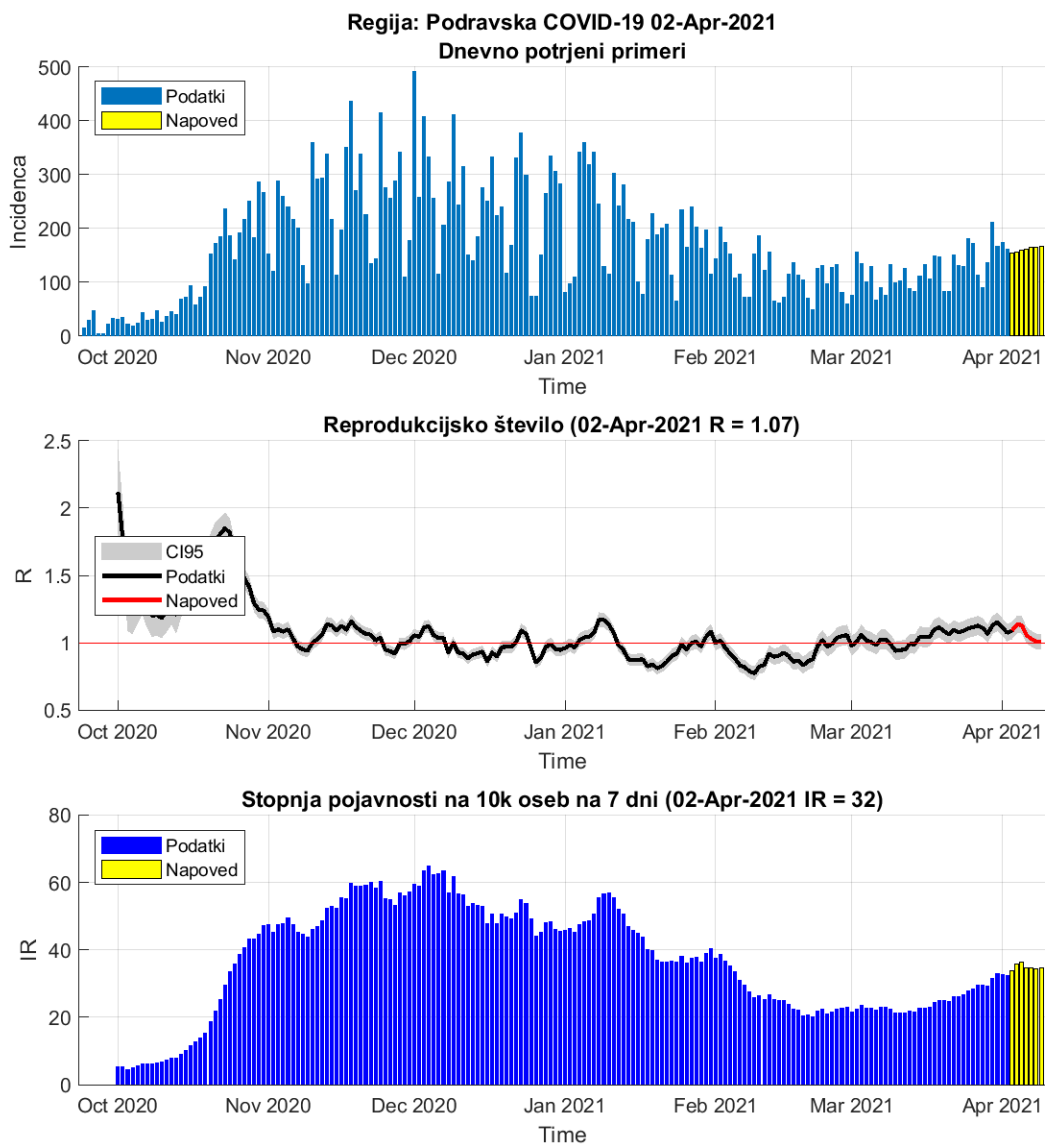 Regija: Podravska COVID-19 02-Apr-2021
Dnevno potrjeni primeri
500
400
300
200
100
0
Incidenca
Podatki
Napoved
Oct 2020 Nov 2020 Dec 2020 Jan 2021 Feb 2021 Mar 2021 Apr 2021
Time
Reprodukcijsko število (02-Apr-2021 R = 1.07)
2.5
2
1.5
1
0.5
R
CI95
Podatki
Napoved
Oct 2020 Nov 2020 Dec 2020 Jan 2021 Feb 2021 Mar 2021 Apr 2021
Time
Stopnja pojavnosti na 10k oseb na 7 dni (02-Apr-2021 IR = 32)
80
60
40
20
0
IR
Podatki
Napoved
Oct 2020 Nov 2020 Dec 2020 Jan 2021 Feb 2021 Mar 2021 Apr 2021
Time